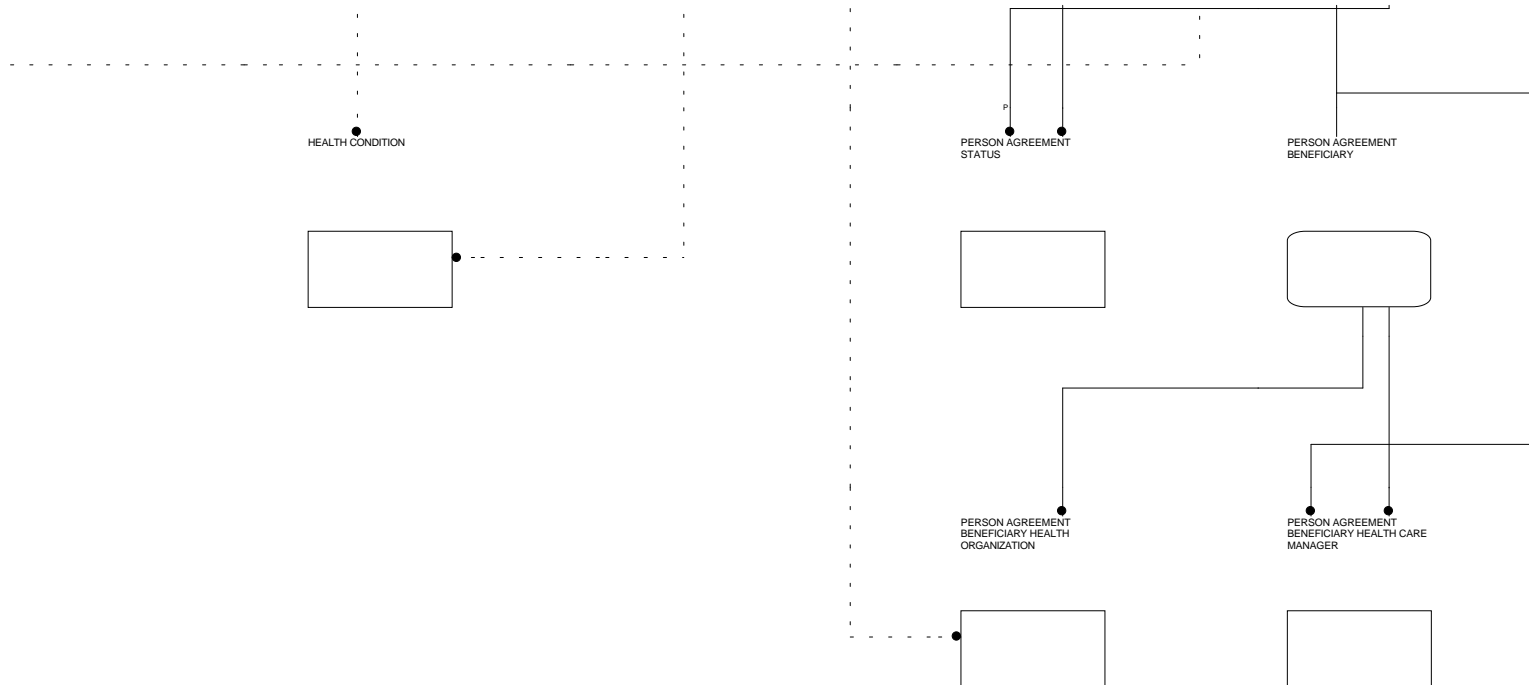 P
HEALTH CONDITION
PERSON AGREEMENT
STATUS
PERSON AGREEMENT
BENEFICIARY
PERSON AGREEMENT
BENEFICIARY HEALTH
ORGANIZATION
PERSON AGREEMENT
BENEFICIARY HEALTH CARE
MANAGER